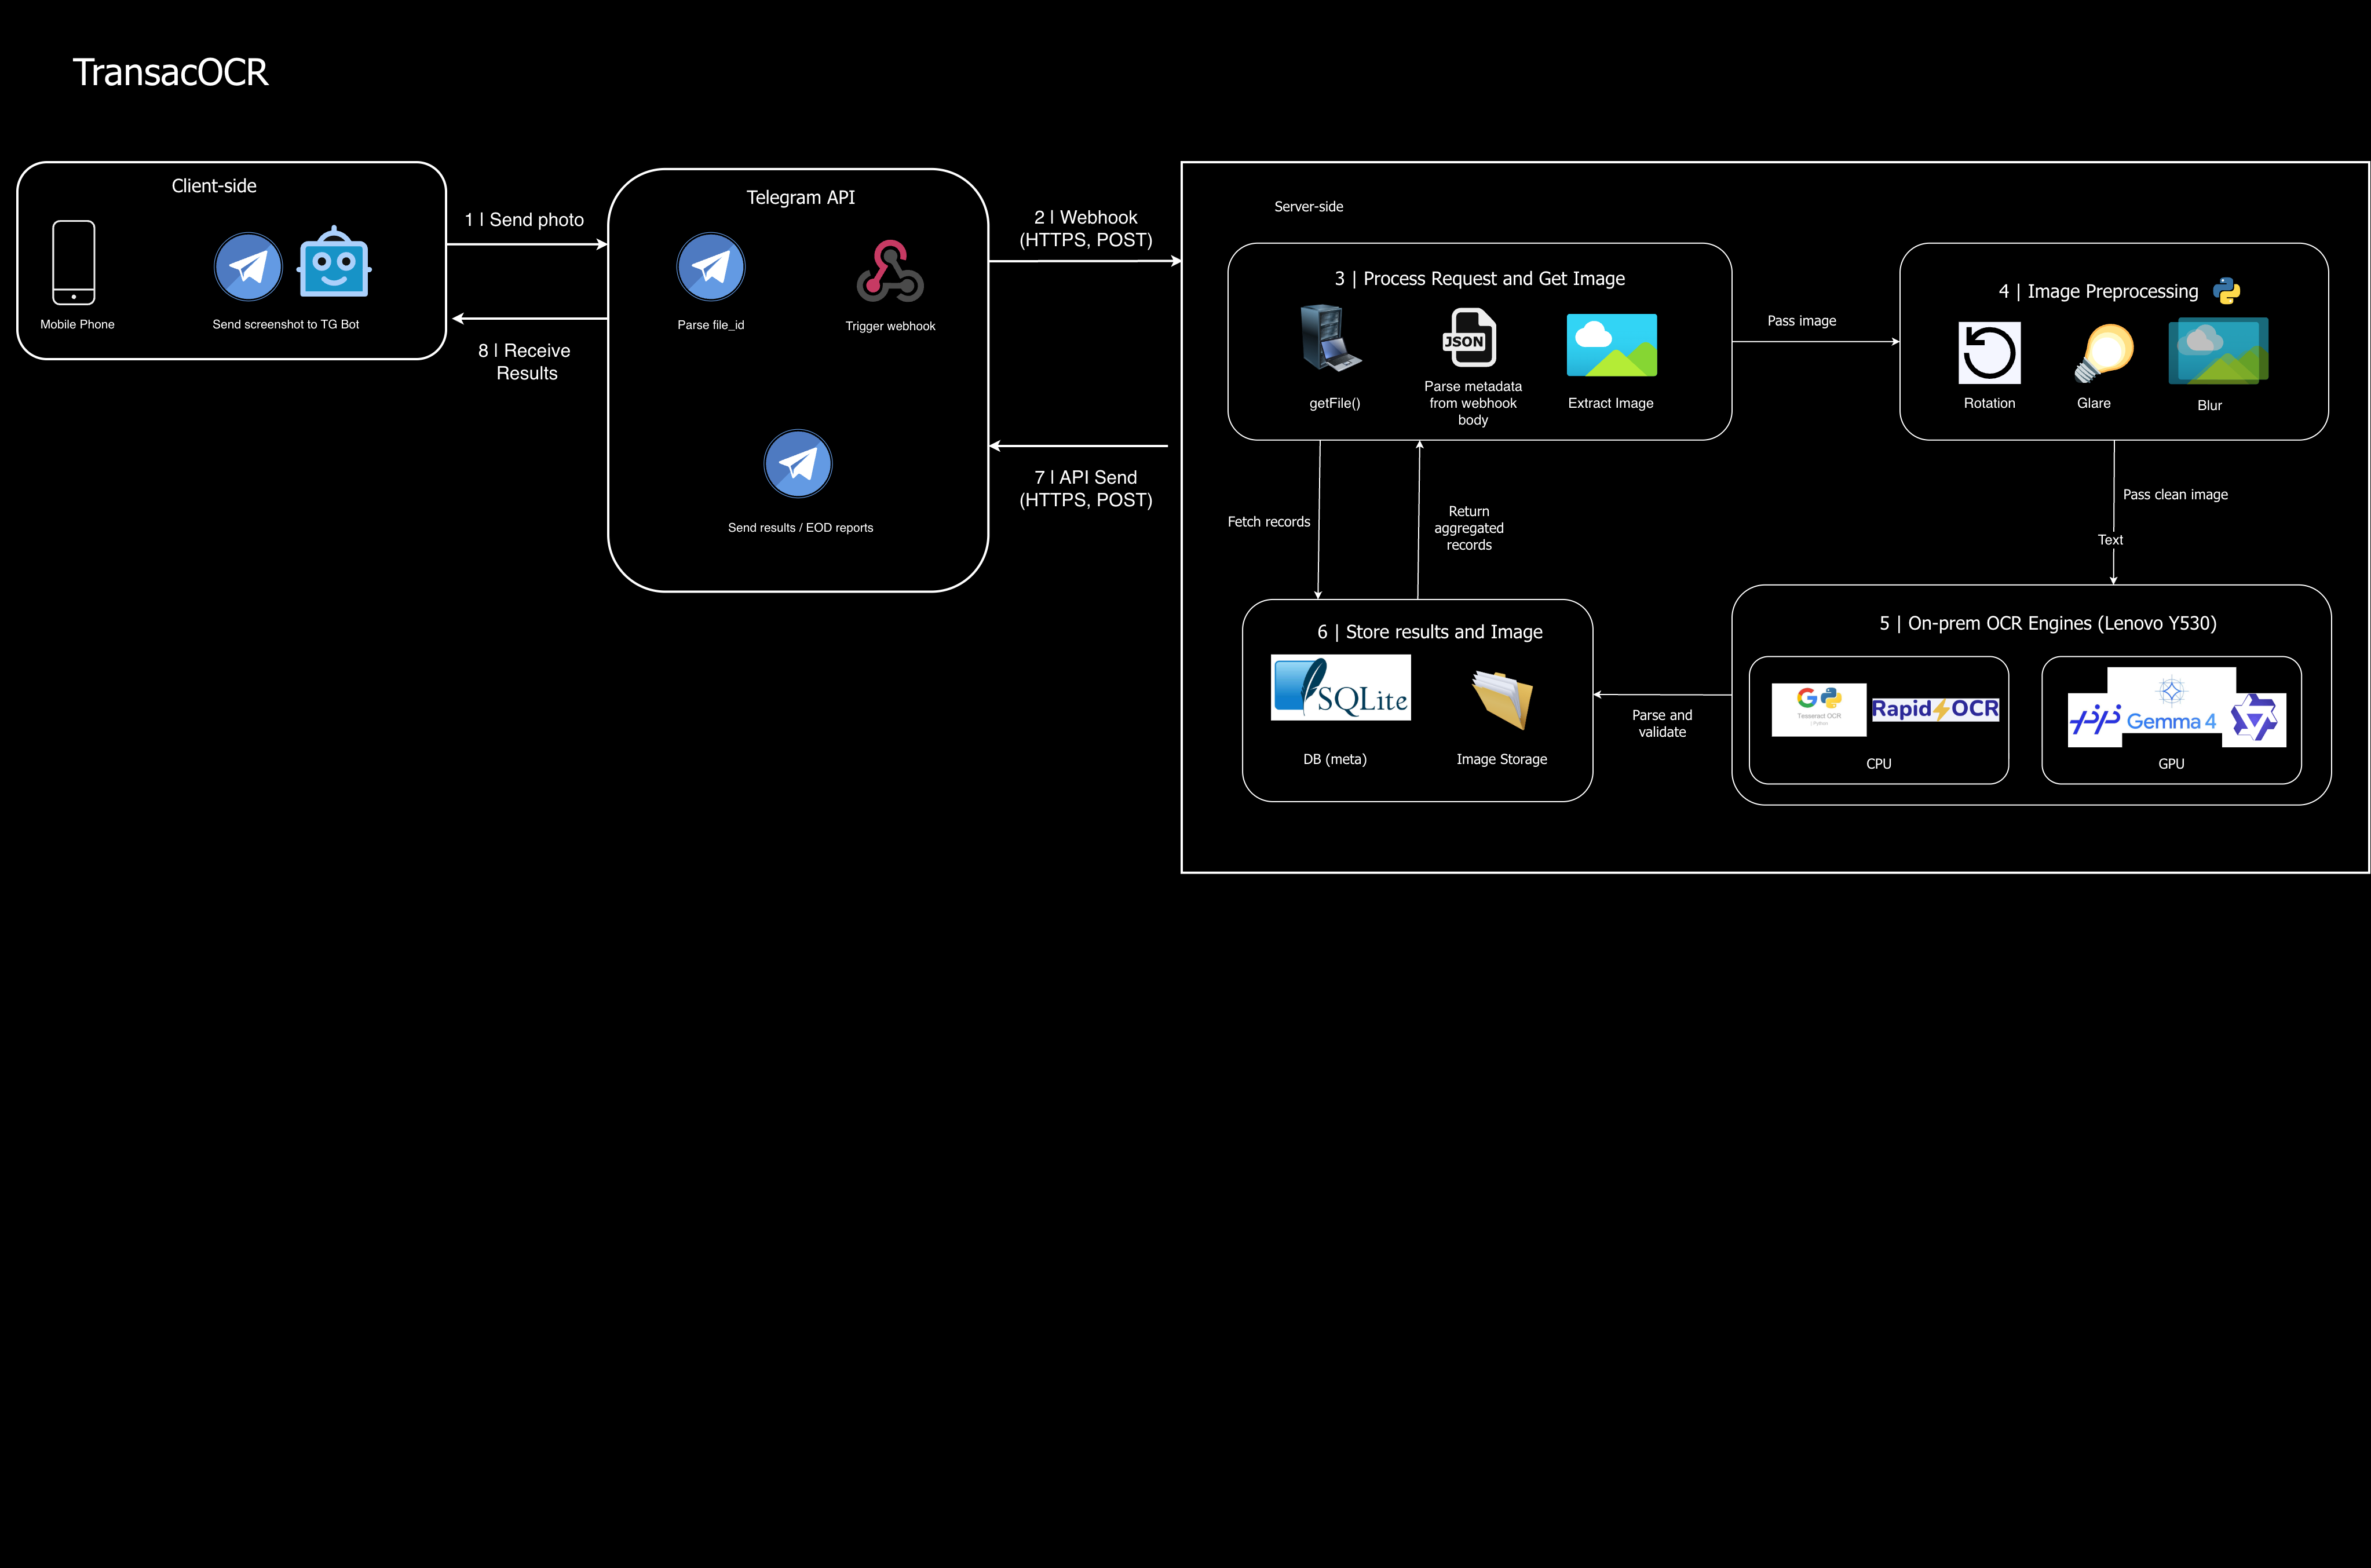 TransacOCR
Client-side
Mobile Phone
Send screenshot to TG Bot
1 | Send photo
8 | Receive
Results
Telegram API
Parse file_id
Trigger webhook
Send results / EOD reports
2 | Webhook
(HTTPS, POST)
7 | API Send
(HTTPS, POST)
Server-side
3 | Process Request and Get Image
getFile()
JSON
Parse metadata
from webhook
body
Extract Image
Pass image
4 | Image Preprocessing
Rotation
Glare
Blur
Pass clean image
Text
Fetch records
Return
aggregated
records
5 | On-prem OCR Engines (Lenovo Y530)
Tesseract OCR
Rapid OCR
CPU
Gemma 4
GPU
Parse and
validate
6 | Store results and Image
SQLite
DB (meta)
Image Storage